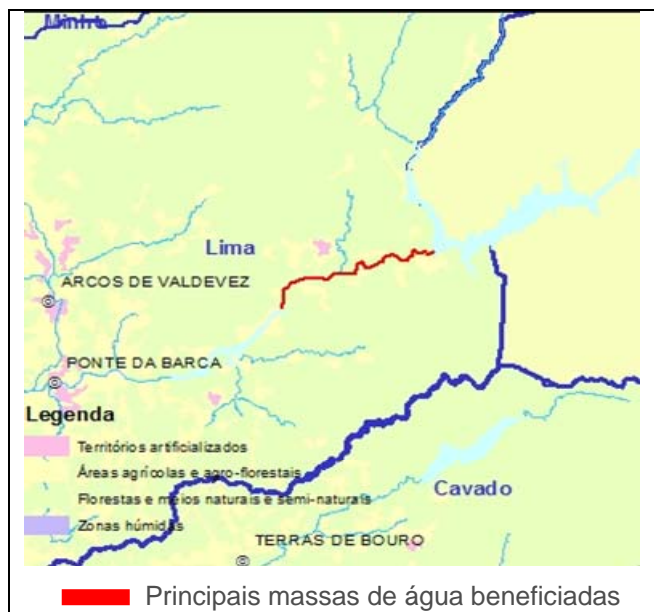 Minho
Lima
ARCOS DE VALDEVEZ
PONTE DA BARCA
Legenda
Territórios artificializados
Áreas agrícolas e agro-florestais
Florestas e meios naturais e semi-naturais
Zonas húmidas
Cavado
TERRAS DE BOURO
Principais massas de água beneficiadas